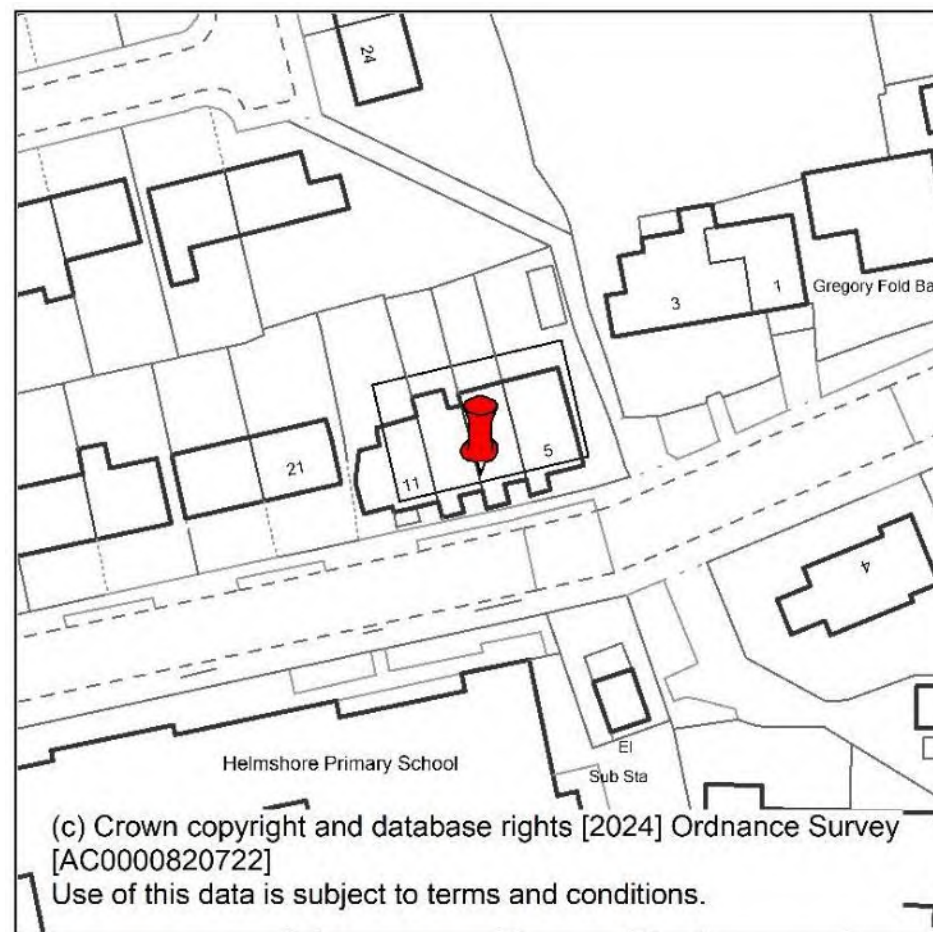 24
3
1
Gregory Fold Ba
5
11
21
4
Helmshore Primary School
El
Sub Sta
(c) Crown copyright and database rights [2024] Ordnance Survey
[AC0000820722]
Use of this data is subject to terms and conditions.